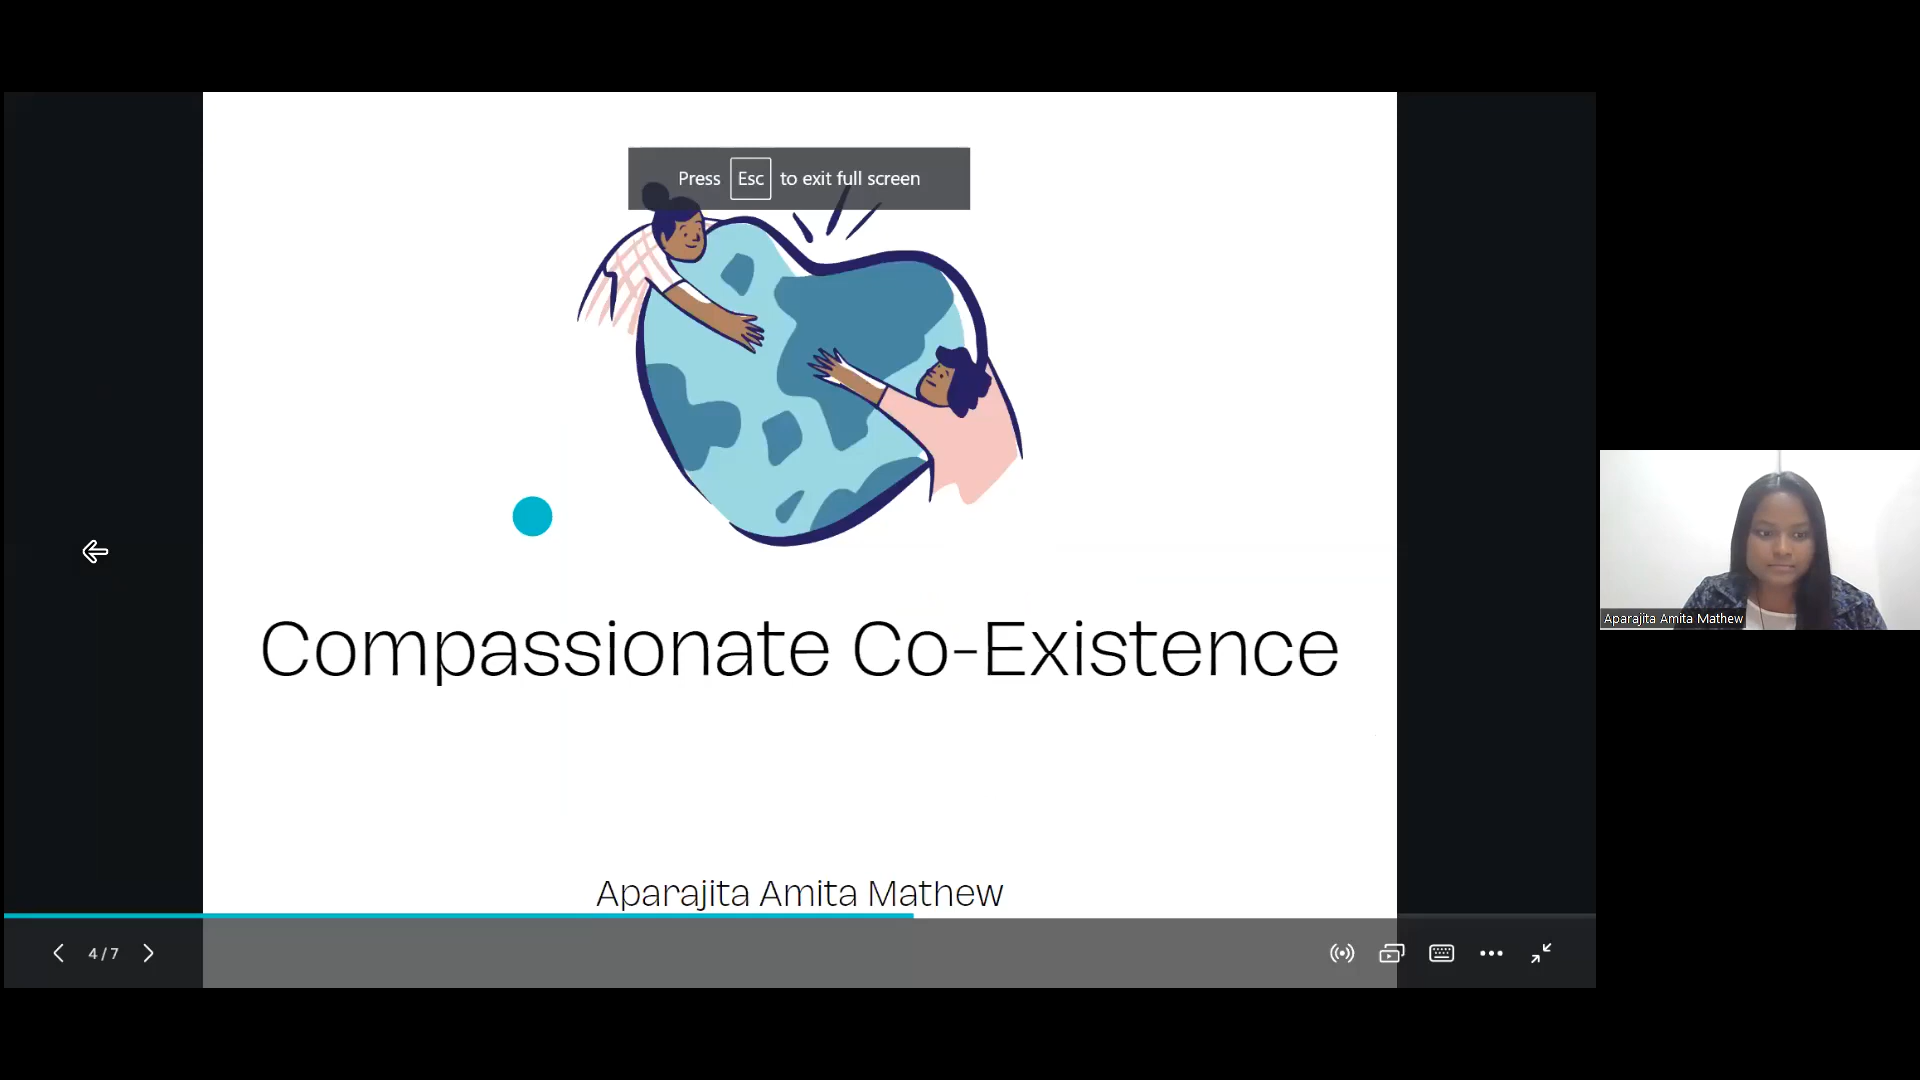 Press Esc to exit full screen
Compassionate Co-Existence
Aparajita Amita Mathew
Aparajita Amita Mathew
4 / 7